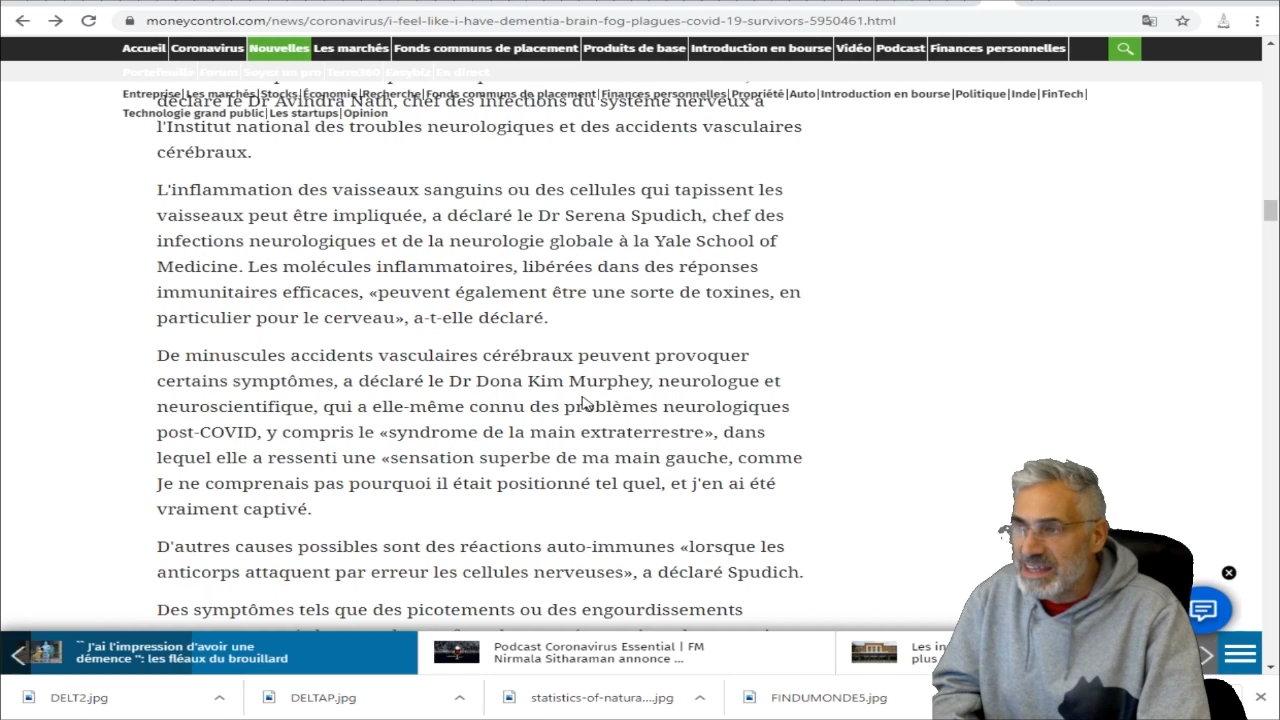 moneycontrol.com/news/coronavirus/i-feel-like-i-have-dementia-brain-fog-plagues-covid-19-survivors-5950461.html
Accueil Coronavirus Nouvelles Les marchés Fonds communs de placement Produits de base Introduction en bourse Vidéo Podcast Finances personnelles
Portefeuille Forum Soyez un pro Terre360 Easybiz En direct
Entreprise| Les marchés| Stocks| Économie| Recherche| Fonds communs de placement| Finances personnelles| Propriété| Auto| Introduction en bourse| Politique| Inde| FinTech|
déclaré le Dr Avindra Nath, chef des infections du système nerveux à
Technologie grand public| Les startups| Opinion
l'Institut national des troubles neurologiques et des accidents vasculaires
cérébraux.
L'inflammation des vaisseaux sanguins ou des cellules qui tapissent les
vaisseaux peut être impliquée, a déclaré le Dr Serena Spudich, chef des
infections neurologiques et de la neurologie globale à la Yale School of
Medicine. Les molécules inflammatoires, libérées dans des réponses
immunitaires efficaces, «peuvent également être une sorte de toxines, en
particulier pour le cerveau», a-t-elle déclaré.
De minuscules accidents vasculaires cérébraux peuvent provoquer
certains symptômes, a déclaré le Dr Dona Kim Murphey, neurologue et
neuroscientifique, qui a elle-même connu des problèmes neurologiques
post-COVID, y compris le «syndrome de la main extraterrestre», dans
lequel elle a ressenti une «sensation superbe de ma main gauche, comme
Je ne comprenais pas pourquoi il était positionné tel quel, et j'en ai été
vraiment captivé.
D'autres causes possibles sont des réactions auto-immunes «lorsque les
anticorps attaquent par erreur les cellules nerveuses», a déclaré Spudich.
Des symptômes tels que des picotements ou des engourdissements
`` J'ai l'impression d'avoir une
démence '': les fléaux du brouillard
Podcast Coronavirus Essential | FM
Nirmala Sitharaman annonce ...
Les in
plus
DELT2.jpg
DELTAP.jpg
statistics-of-natura....jpg
FINDUMONDE5.jpg